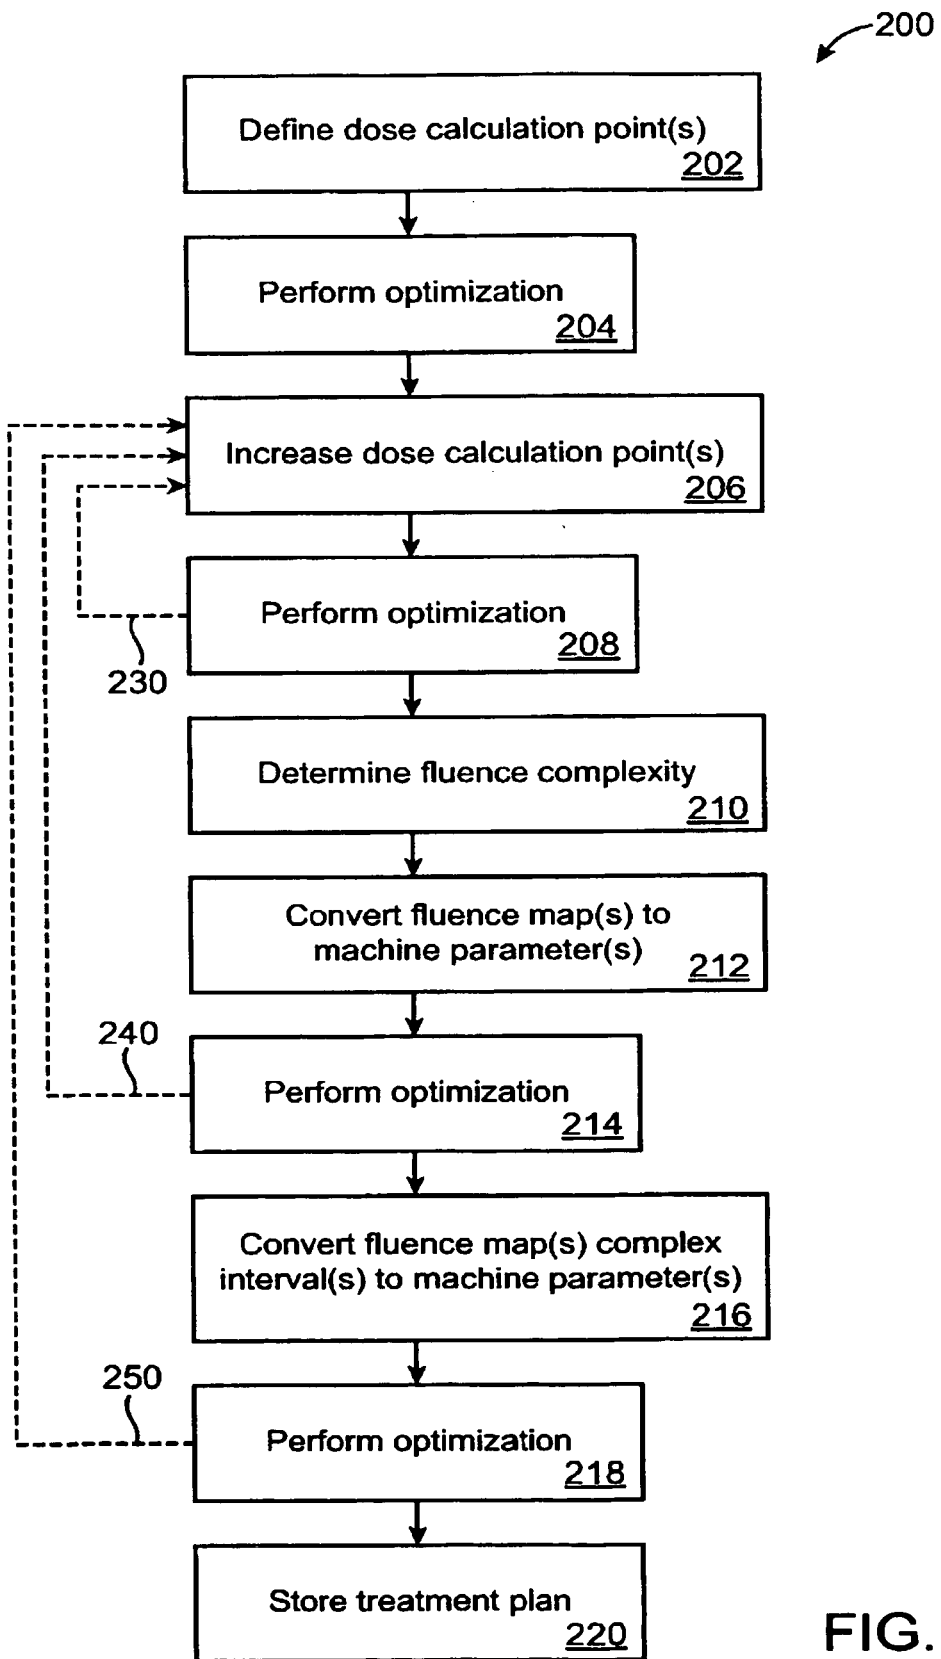 200
Define dose calculation point(s)
202
Perform optimization
204
Increase dose calculation point(s)
206
Perform optimization
208
230
Determine fluence complexity
210
Convert fluence map(s) to
machine parameter(s)
212
240
Perform optimization
214
Convert fluence map(s) complex
interval(s) to machine parameter(s)
216
250
Perform optimization
218
Store treatment plan
220
FIG.